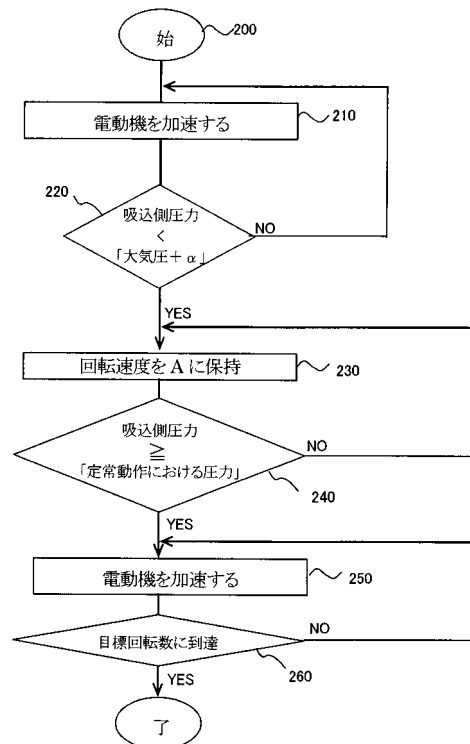 始
200
電動機を加速する
210
220
吸込側圧力
<
「大気圧+α」
NO
YES
回転速度をAに保持
230
吸込側圧力
≧
「定常動作における圧力」
NO
240
YES
電動機を加速する
250
目標回転数に到達
NO
260
YES
了